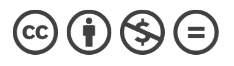 cc
$
=